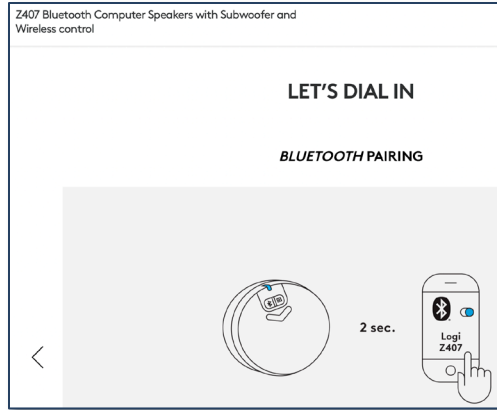 Z407 Bluetooth Computer Speakers with Subwoofer and
Wireless control
LET'S DIAL IN
BLUETOOTH PAIRING
2 sec.
Logi
Z407